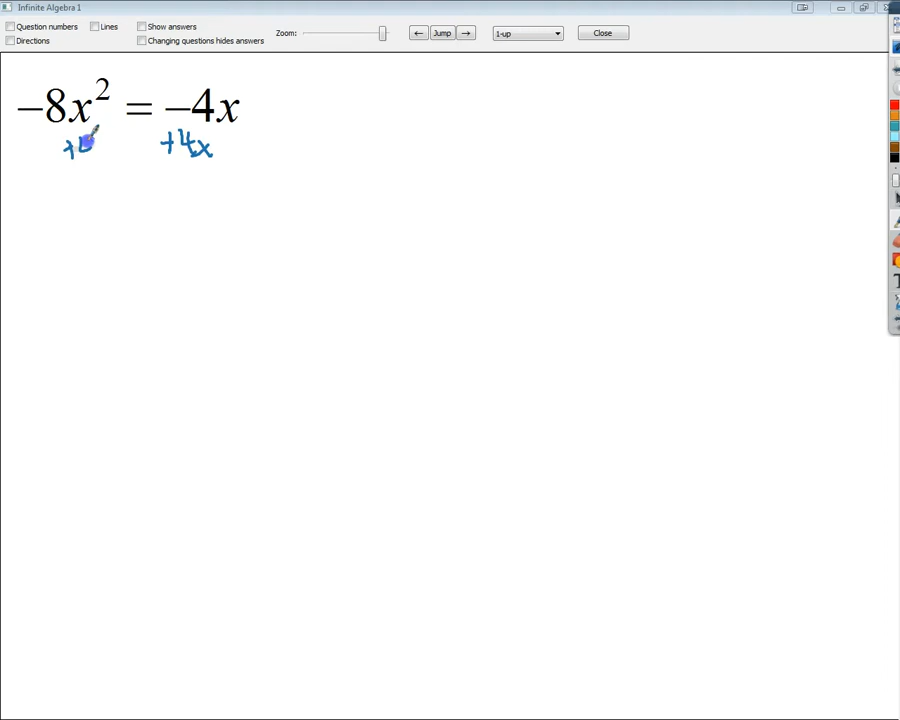 Infinite Algebra 1
Question numbers Lines Show answers Zoom: ← Jump → 1-up Close
Directions Changing questions hides answers
−8x² = −4x
+4x